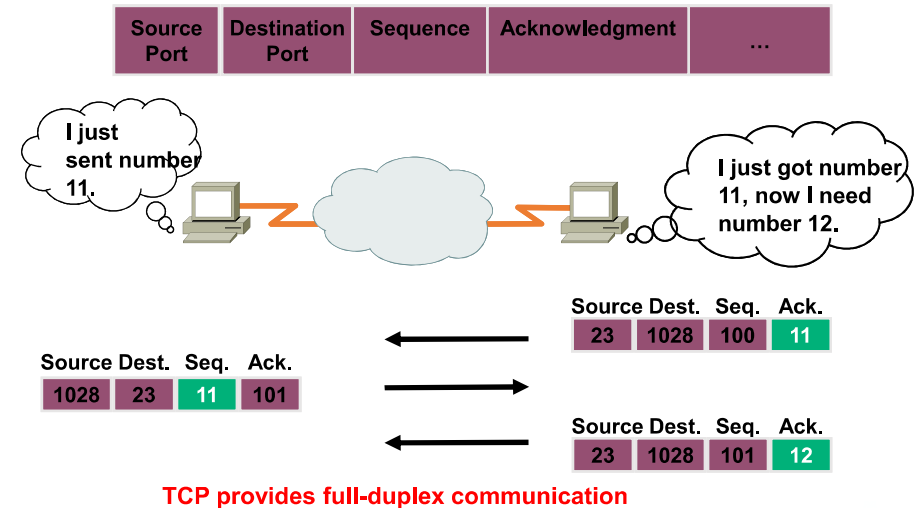 Source Port Destination Port Sequence Acknowledgment ...
I just
sent number
11.
I just got number
11, now I need
number 12.
Source Dest. Seq. Ack.
23 1028 100 11
Source Dest. Seq. Ack.
1028 23 11 101
Source Dest. Seq. Ack.
23 1028 101 12
TCP provides full-duplex communication